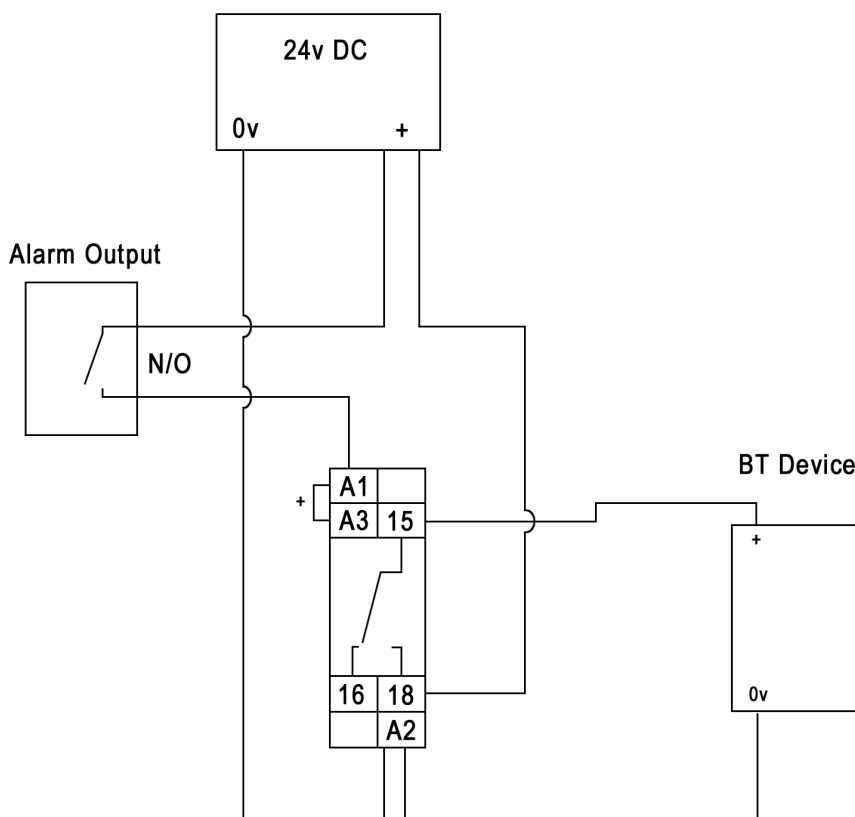 24v DC
0v +
Alarm Output
N/O
BT Device
A1
+
A3 15
+
16 18
0v
A2